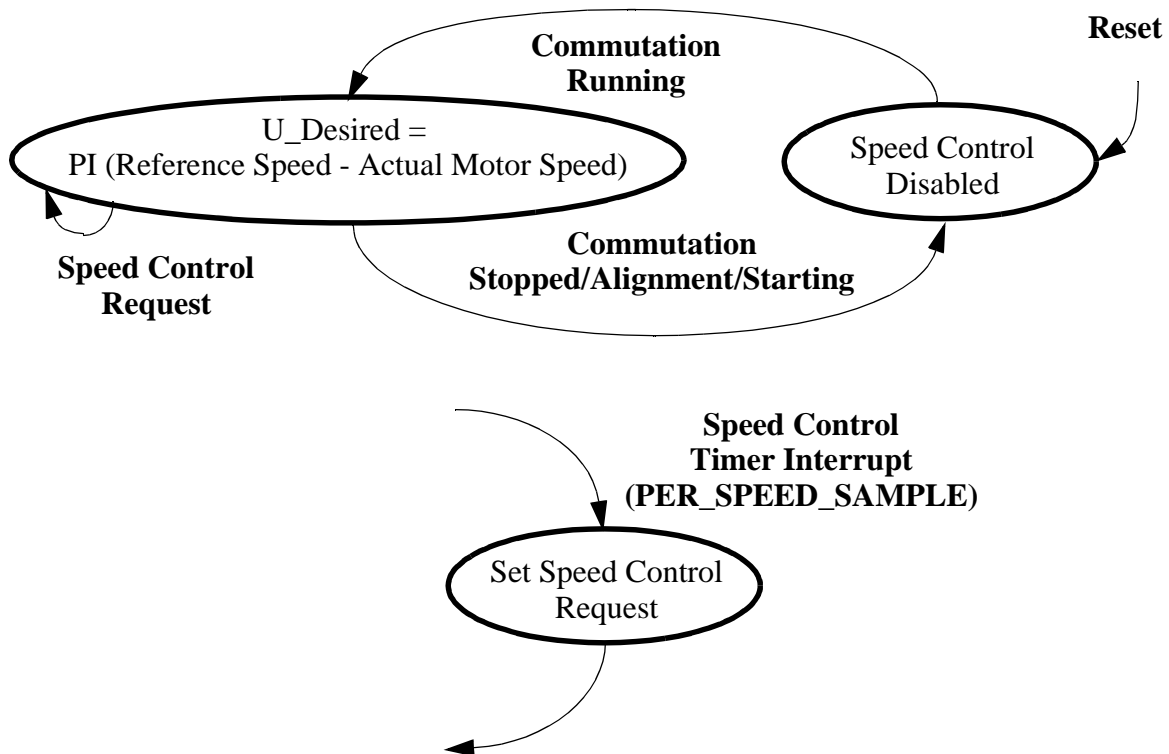 Reset
Commutation
Running
U_Desired =
PI (Reference Speed - Actual Motor Speed)
Speed Control
Disabled
Speed Control
Request
Commutation
Stopped/Alignment/Starting
Speed Control
Timer Interrupt
(PER_SPEED_SAMPLE)
Set Speed Control
Request